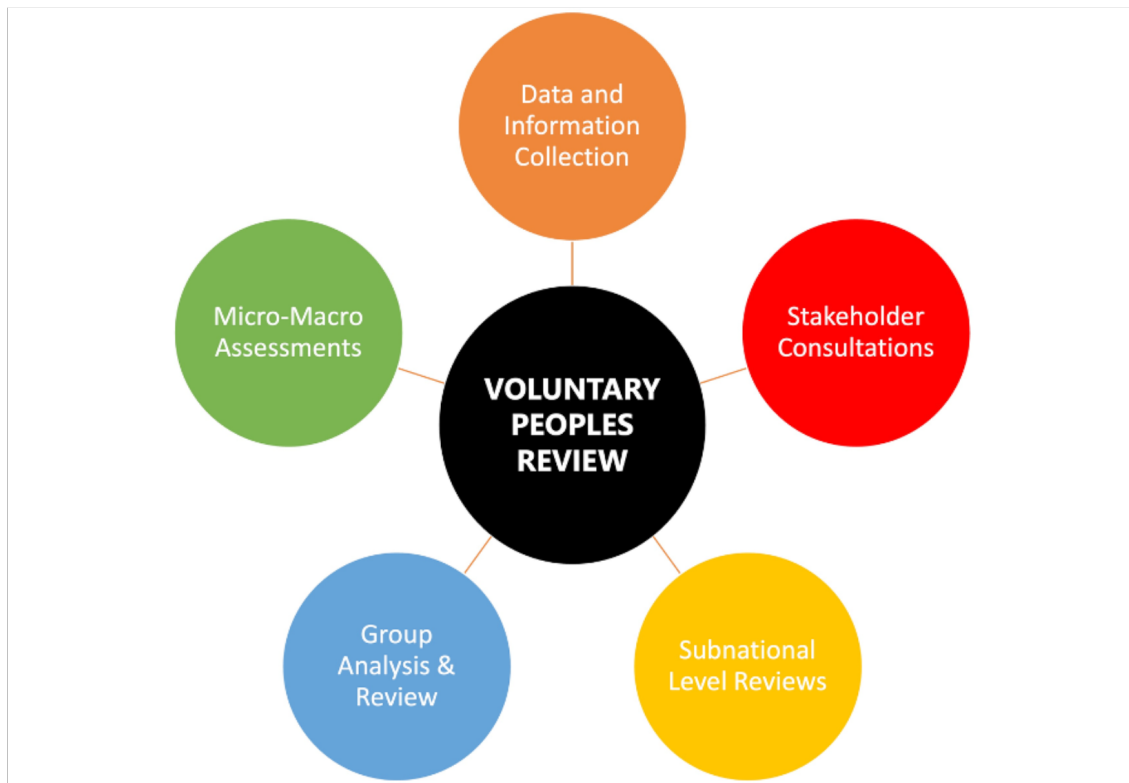 Data and
Information
Collection
Micro-Macro
Assessments
Stakeholder
Consultations
VOLUNTARY
PEOPLES
REVIEW
Group
Analysis &
Review
Subnational
Level Reviews